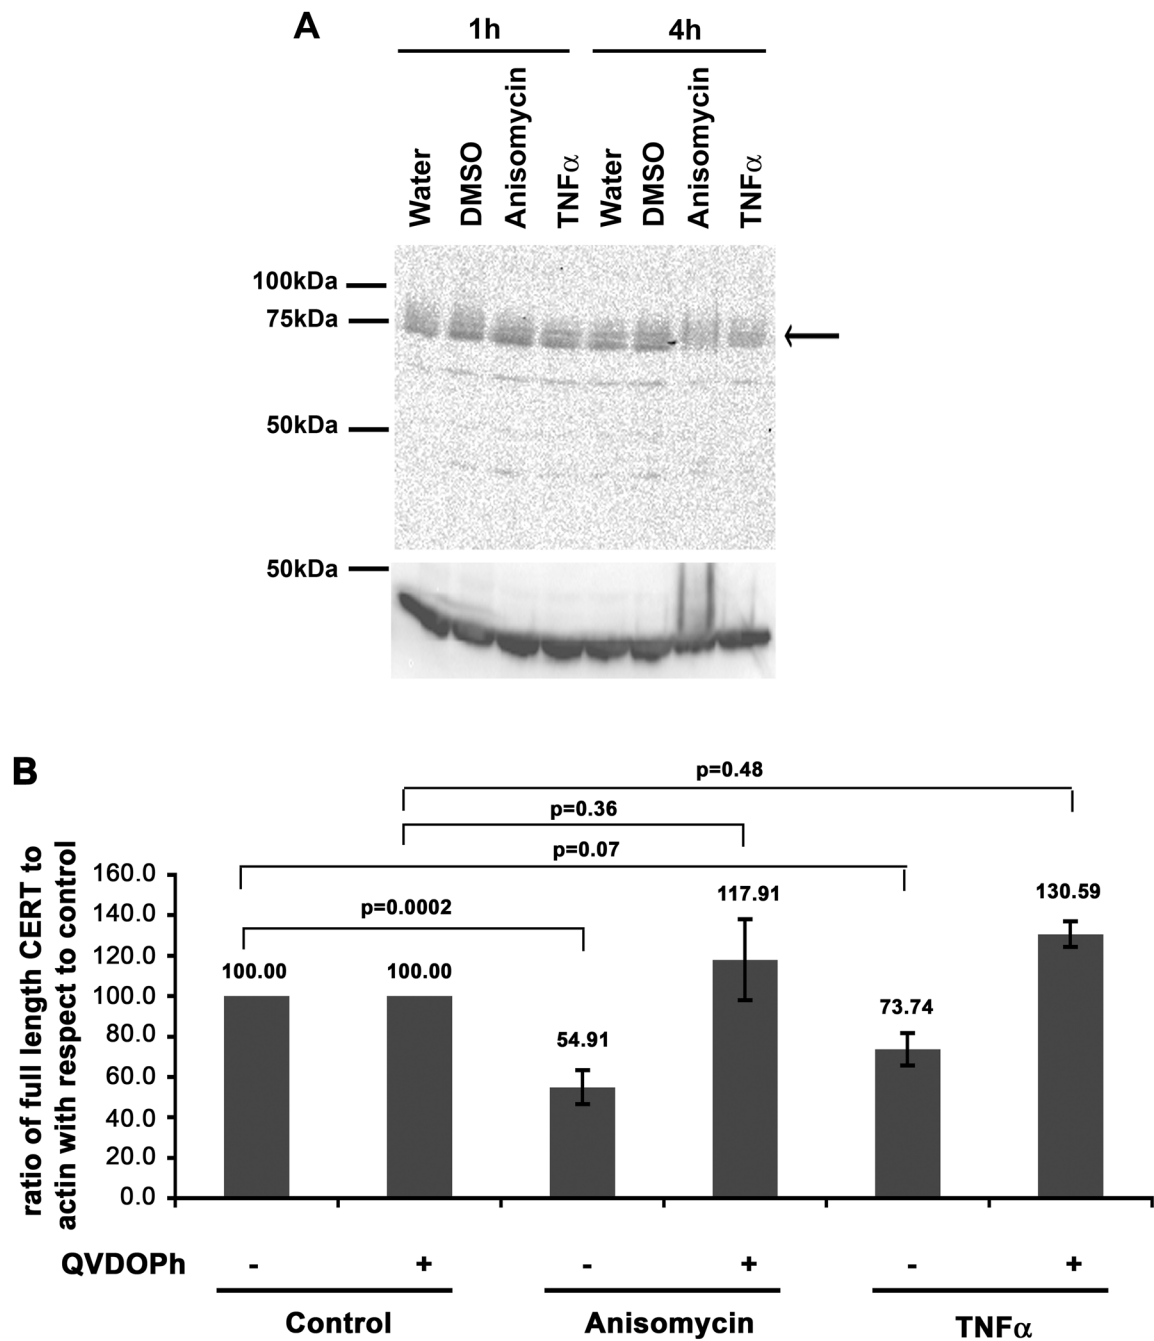 A
1h 4h
Water DMSO Anisomycin TNFα Water DMSO Anisomycin TNFα
100kDa
75kDa
50kDa
50kDa
B
p=0.48
p=0.36
p=0.07
p=0.0002
ratio of full length CERT to
actin with respect to control
160.0
140.0
120.0
100.0
80.0
60.0
40.0
20.0
0.0
100.00 100.00 54.91 117.91 73.74 130.59
QVDOPh - + - + - +
Control Anisomycin TNFα